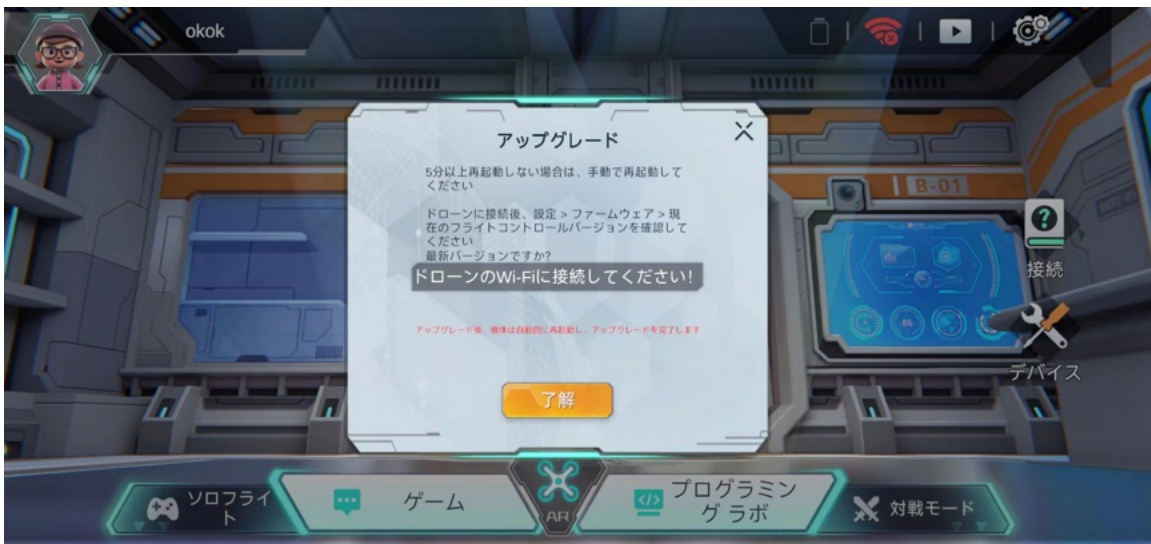 okok
アップグレード
5分以上再起動しない場合は、手動で再起動して
ください
ドローンに接続後、設定 > ファームウェア > 現
在のフライトコントロールバージョンを確認して
ください
最新バージョンですか?
ドローンのWi-Fiに接続してください!
アップグレード後、機体は自動的に再起動し、アップグレードを完了します
了解
B-01
接続
デバイス
ソロフライ
ト
ゲーム
AR
プログラミン
グ ラボ
対戦モード